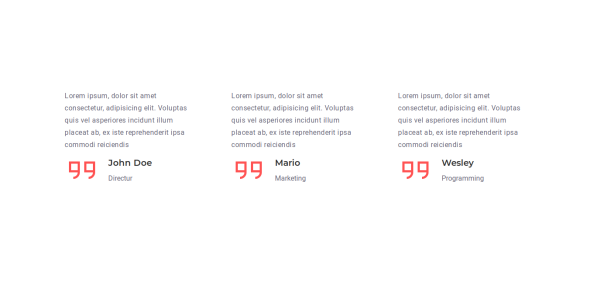 Lorem ipsum, dolor sit amet
consectetur, adipisicing elit. Voluptas
quis vel asperiores incidunt illum
placeat ab, ex iste reprehenderit ipsa
commodi reiciendis
John Doe
Directur
Lorem ipsum, dolor sit amet
consectetur, adipisicing elit. Voluptas
quis vel asperiores incidunt illum
placeat ab, ex iste reprehenderit ipsa
commodi reiciendis
Mario
Marketing
Lorem ipsum, dolor sit amet
consectetur, adipisicing elit. Voluptas
quis vel asperiores incidunt illum
placeat ab, ex iste reprehenderit ipsa
commodi reiciendis
Wesley
Programming